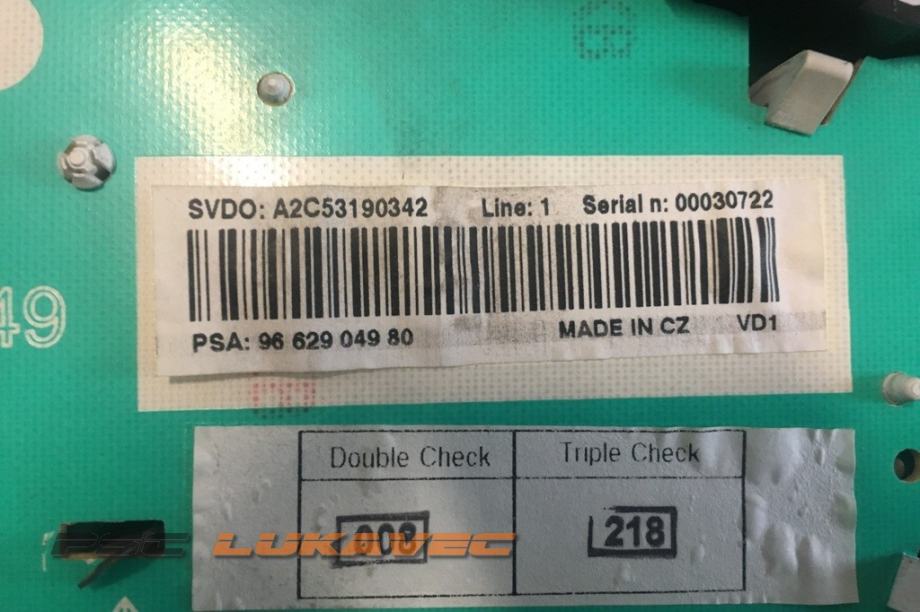 SVDO: A2C53190342 Line: 1 Serial n: 00030722
PSA: 96 629 049 80 MADE IN CZ VD1
49
Double Check Triple Check
218
PSC LUKAVEC